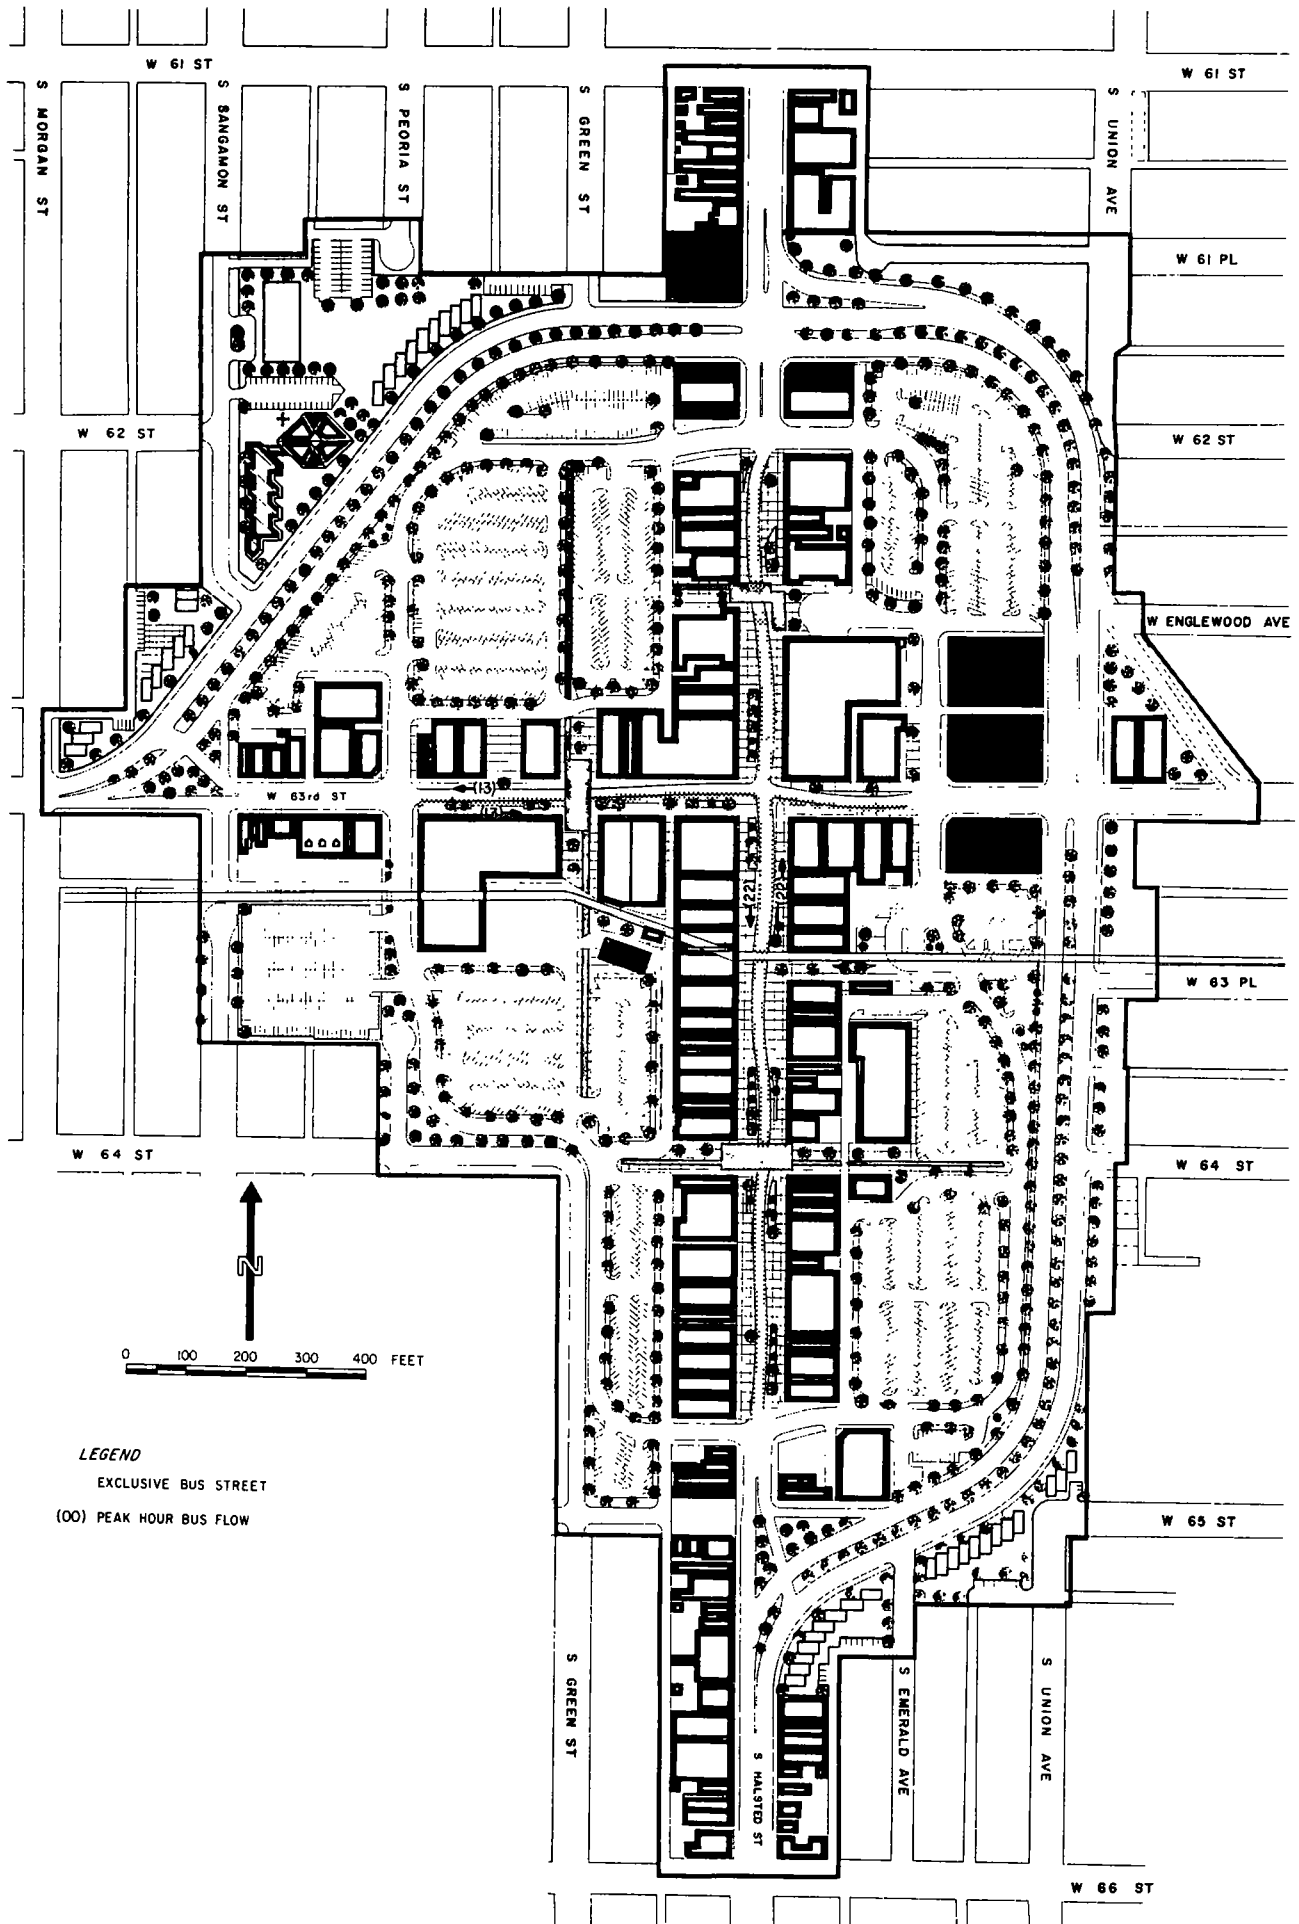 W 61 ST
W 61 ST
S MORGAN ST
S SANGAMON ST
S PEORIA ST
S GREEN ST
S UNION AVE
W 61 PL
W 62 ST
W 62 ST
W ENGLEWOOD AVE
W 63rd ST
(13)
(13)
(22)
(22)
W 63 PL
W 64 ST
W 64 ST
N
0 100 200 300 400 FEET
LEGEND
EXCLUSIVE BUS STREET
(00) PEAK HOUR BUS FLOW
W 65 ST
S GREEN ST
S HALSTED ST
S EMERALD AVE
S UNION AVE
W 66 ST